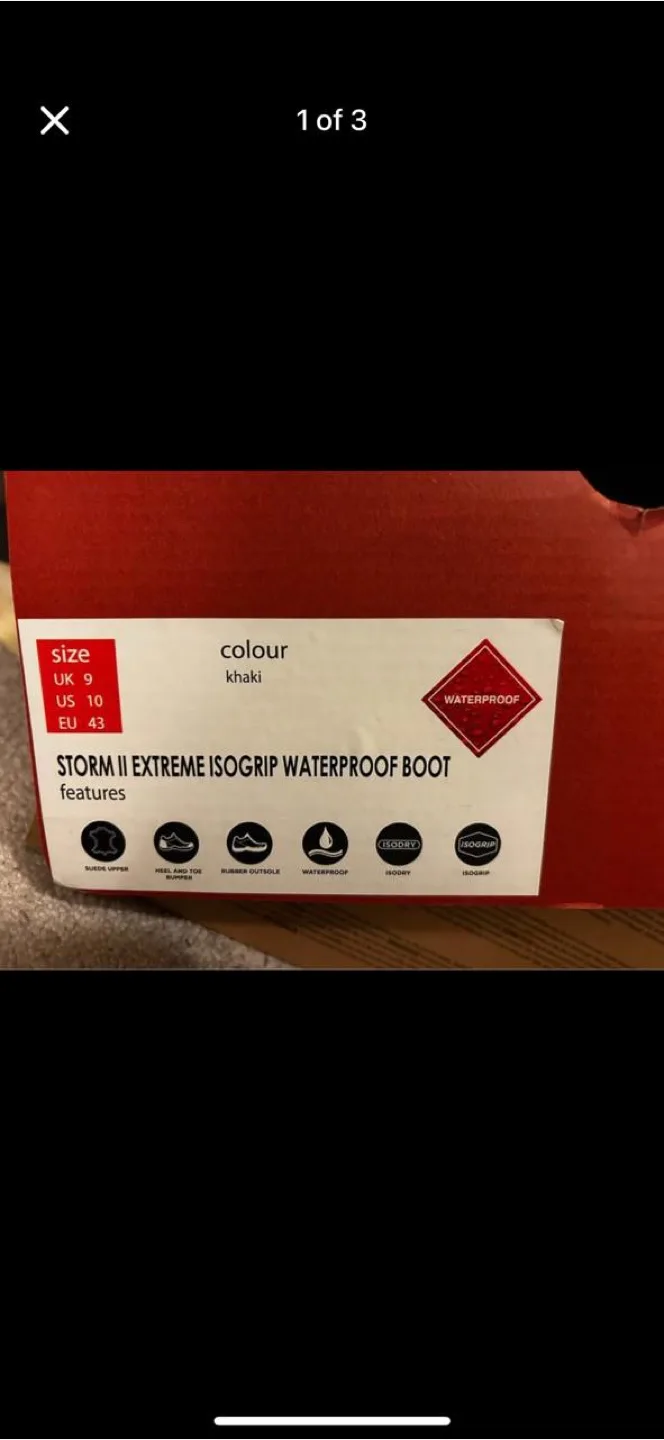 1 of 3
size
UK 9
US 10
EU 43
colour
khaki
WATERPROOF
STORM II EXTREME ISOGRIP WATERPROOF BOOT
features
SUEDE UPPER
HEEL AND TOE
BUMPER
RUBBER OUTSOLE
WATERPROOF
ISODRY
ISODRY
ISOGRIP
ISOGRIP